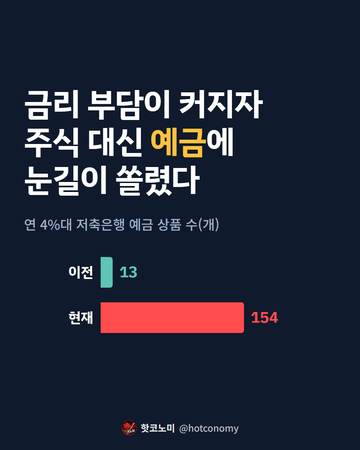 금리 부담이 커지자
주식 대신 예금에
눈길이 쏠렸다
연 4%대 저축은행 예금 상품 수(개)
이전 13
현재 154
핫코노미 @hotconomy